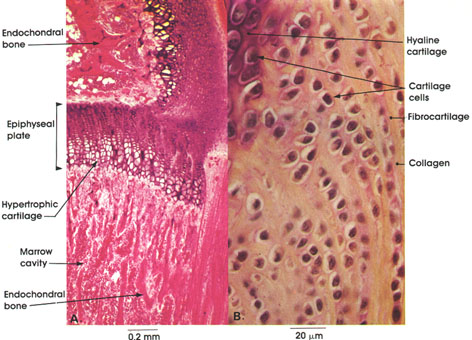 Endochondral
bone
Epiphyseal
plate
Hypertrophic
cartilage
Marrow
cavity
Endochondral
bone
A.
0.2 mm
Hyaline
cartilage
Cartilage
cells
Fibrocartilage
Collagen
B.
20 μm